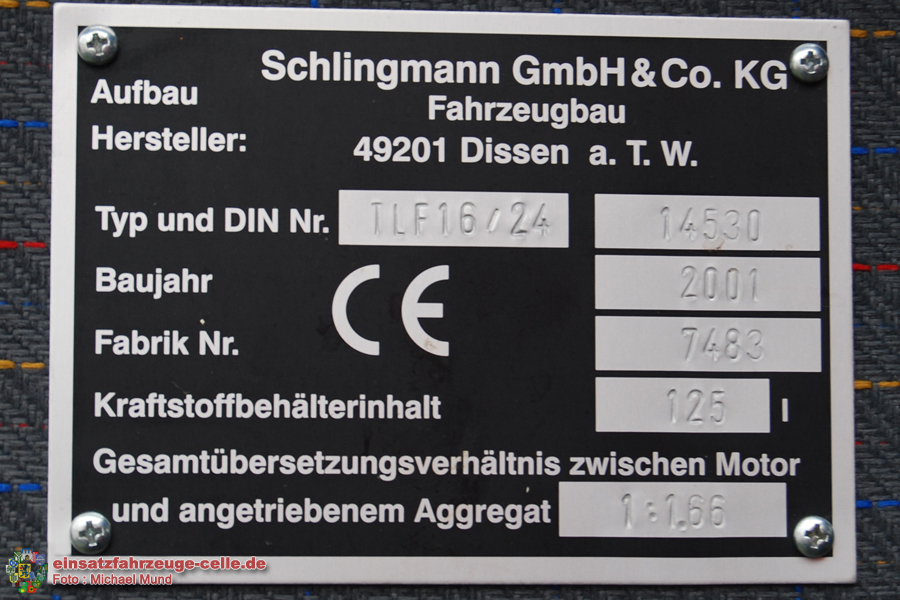 Schlingmann GmbH & Co. KG
Aufbau Fahrzeugbau
Hersteller: 49201 Dissen a. T. W.
Typ und DIN Nr. TLF16/24 14530
Baujahr CE 2001
Fabrik Nr. 7483
Kraftstoffbehälterinhalt 125 l
Gesamtübersetzungsverhältnis zwischen Motor
und angetriebenem Aggregat 1:1.66
einsatzfahrzeuge-celle.de
Foto : Michael Mund